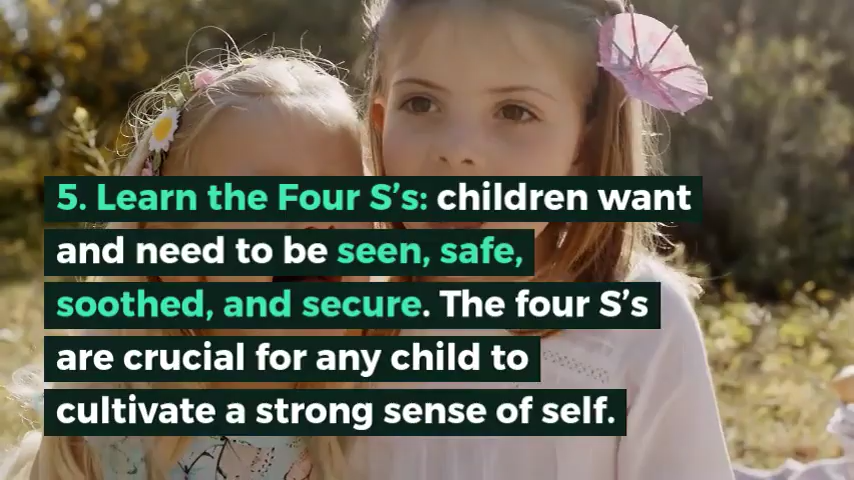 5. Learn the Four S’s: children want
and need to be seen, safe,
soothed, and secure. The four S’s
are crucial for any child to
cultivate a strong sense of self.